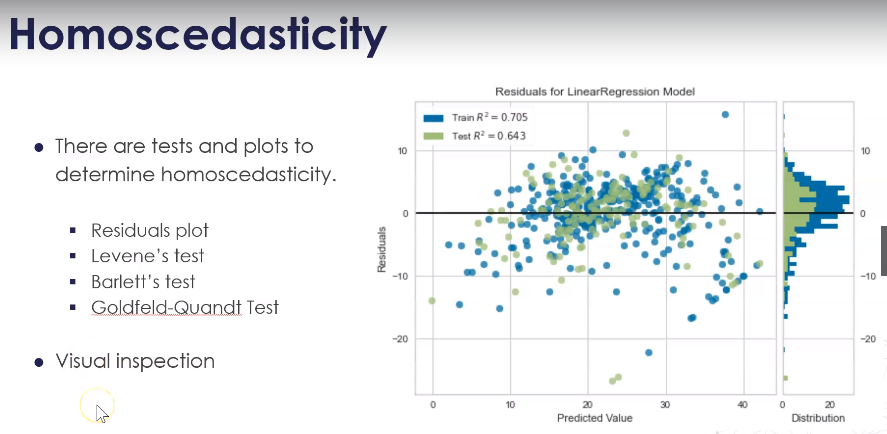 Homoscedasticity
There are tests and plots to
determine homoscedasticity.
Residuals plot
Levene's test
Barlett's test
Goldfeld-Quandt Test
Visual inspection
Residuals for LinearRegression Model
Train R² = 0.705
Test R² = 0.643
10
0
−10
−20
Residuals
0 10 20 30 40
Predicted Value
10
0
−10
−20
0 20
Distribution